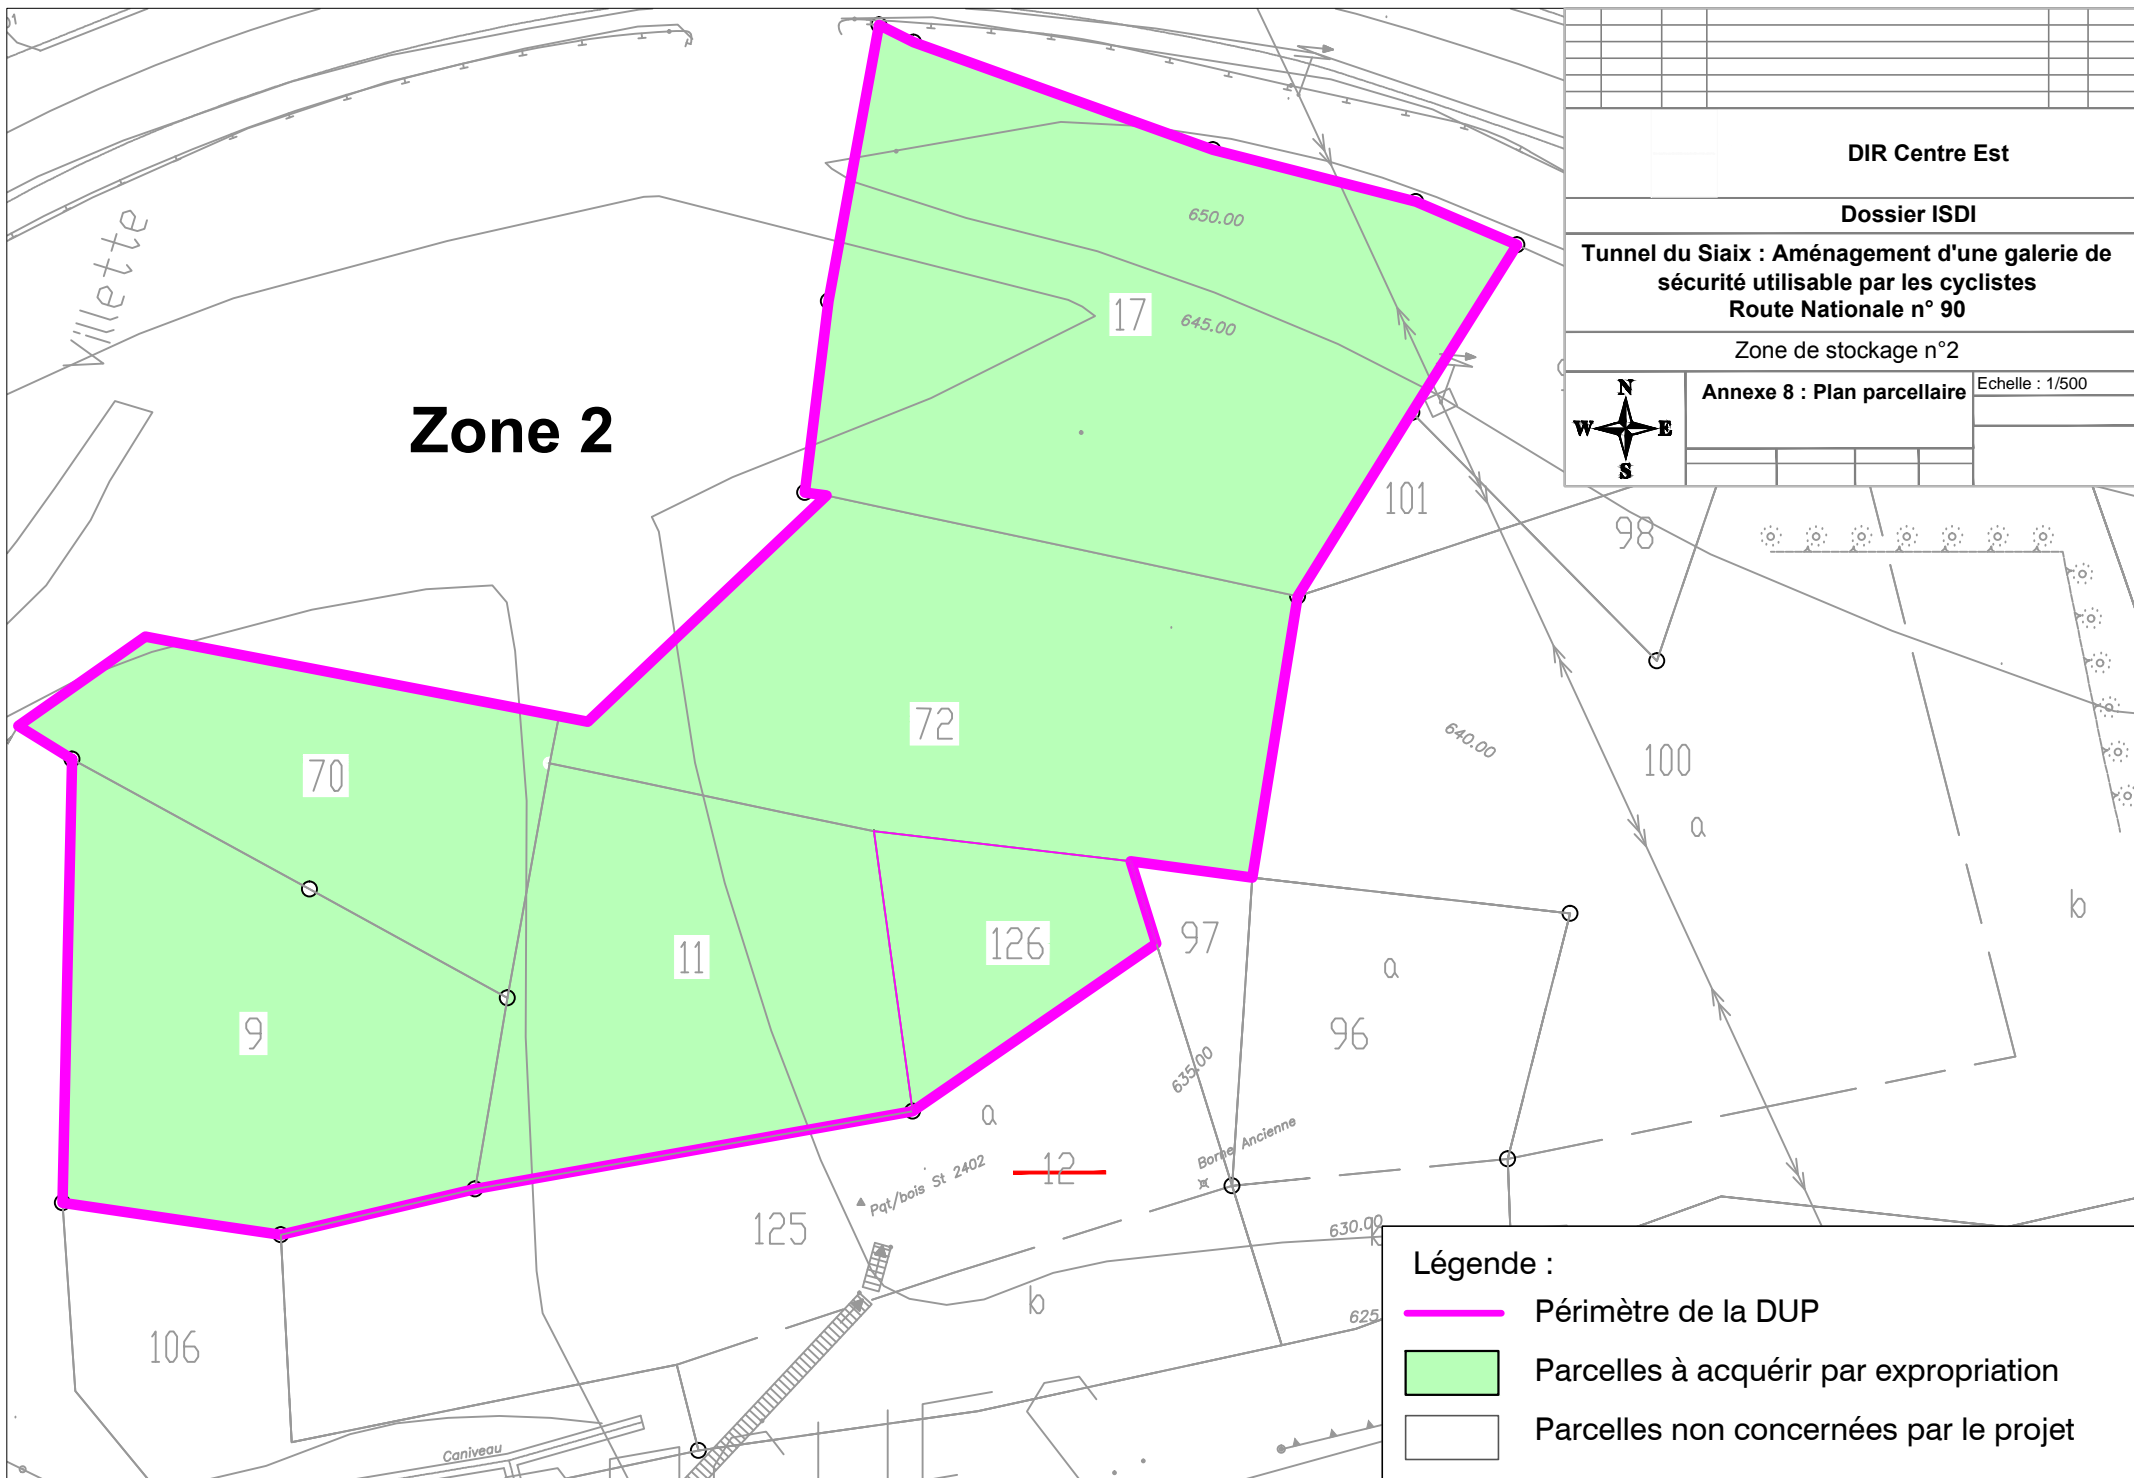 DIR Centre Est
Dossier ISDI
Tunnel du Siaix : Aménagement d'une galerie de
sécurité utilisable par les cyclistes
Route Nationale n° 90
Zone de stockage n°2
N
W E
S
Annexe 8 : Plan parcellaire
Echelle : 1/500
Villette
Zone 2
650.00
17
645.00
101
98
72
640.00
100
a
70
b
97
126
11
a
9
96
635.00
a
12
Borne Ancienne
Pqt/bois St 2402
125
630.00
b
625
106
Caniveau
Légende :
Périmètre de la DUP
Parcelles à acquérir par expropriation
Parcelles non concernées par le projet